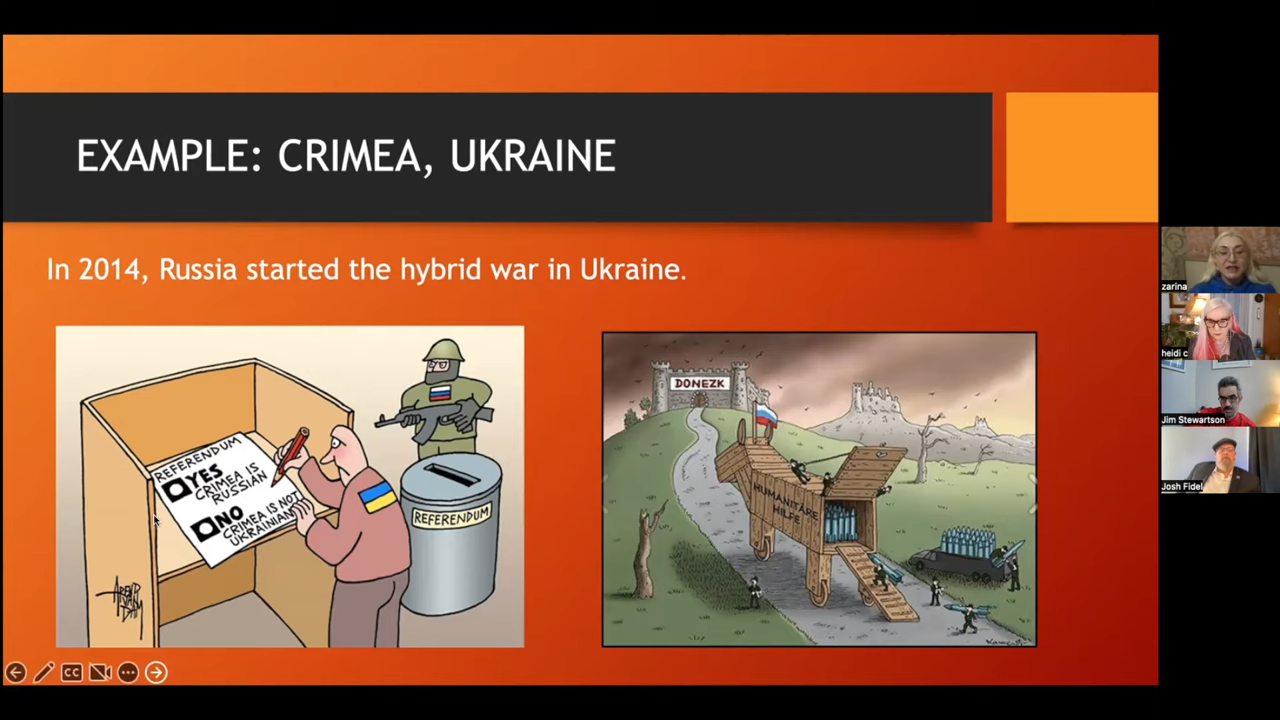 EXAMPLE: CRIMEA, UKRAINE
In 2014, Russia started the hybrid war in Ukraine.
REFERENDUM
YES
CRIMEA IS
RUSSIAN
NO
CRIMEA IS NOT
UKRAINIAN
REFERENDUM
DONEZK
HUMANITÄRE
HILFE
CC
zarina
heidi c
Jim Stewartson
Josh Fidel